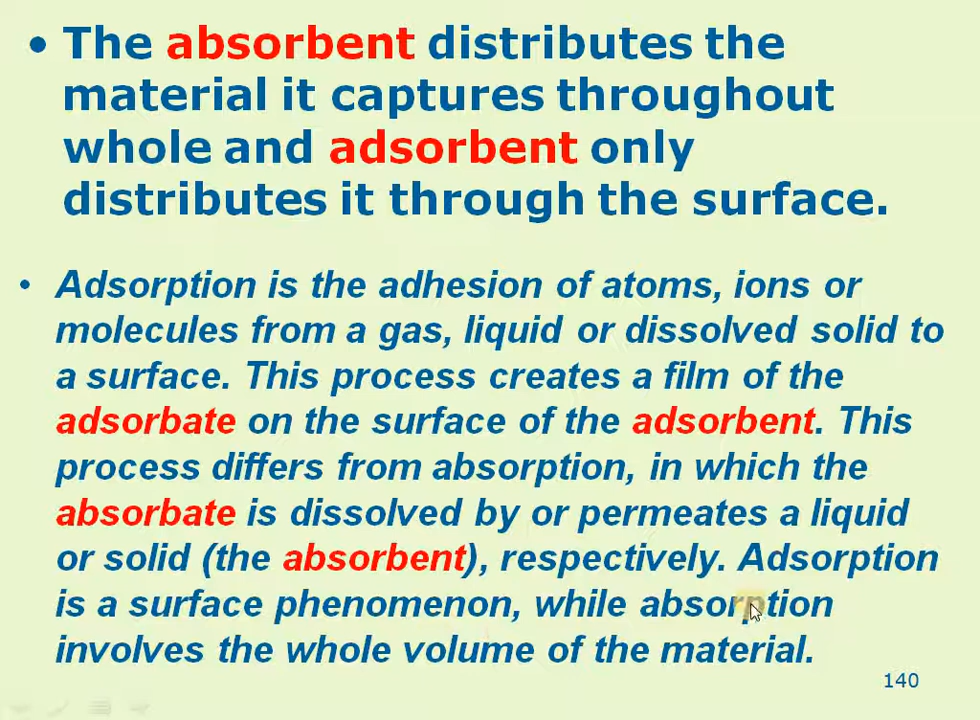 • The absorbent distributes the
material it captures throughout
whole and adsorbent only
distributes it through the surface.
• Adsorption is the adhesion of atoms, ions or
molecules from a gas, liquid or dissolved solid to
a surface. This process creates a film of the
adsorbate on the surface of the adsorbent. This
process differs from absorption, in which the
absorbate is dissolved by or permeates a liquid
or solid (the absorbent), respectively. Adsorption
is a surface phenomenon, while absorption
involves the whole volume of the material.
140